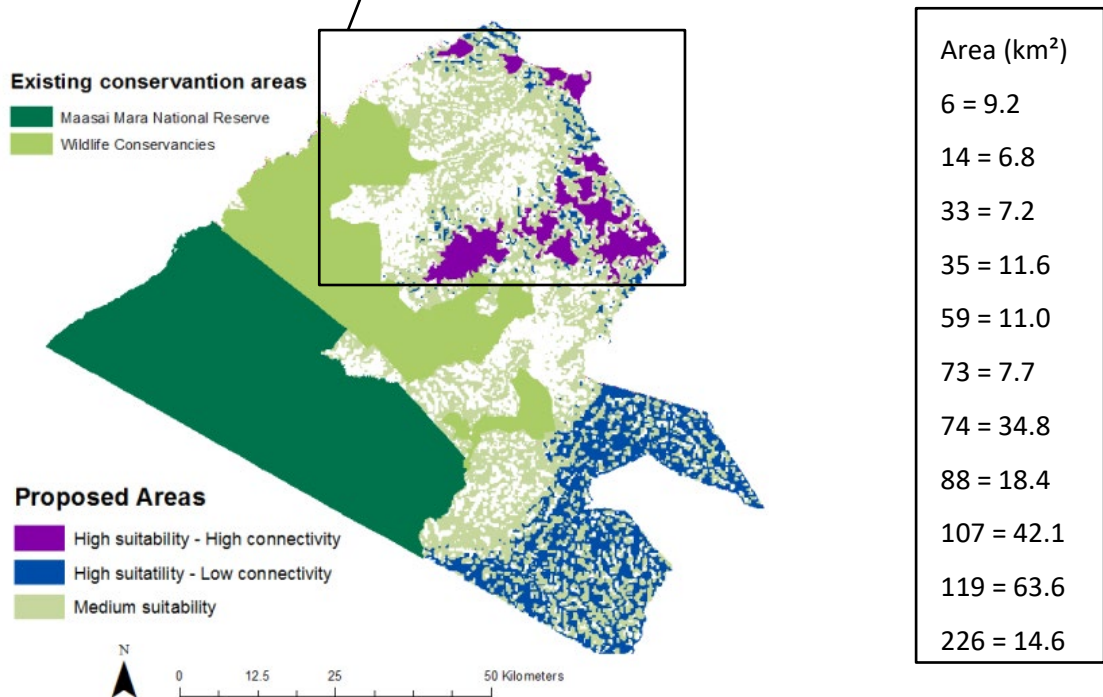 Existing conservantion areas
Maasai Mara National Reserve
Wildlife Conservancies
Proposed Areas
High suitability - High connectivity
High suitatility - Low connectivity
Medium suitability
N
0 12.5 25 50 Kilometers
Area (km²)
6 = 9.2
14 = 6.8
33 = 7.2
35 = 11.6
59 = 11.0
73 = 7.7
74 = 34.8
88 = 18.4
107 = 42.1
119 = 63.6
226 = 14.6